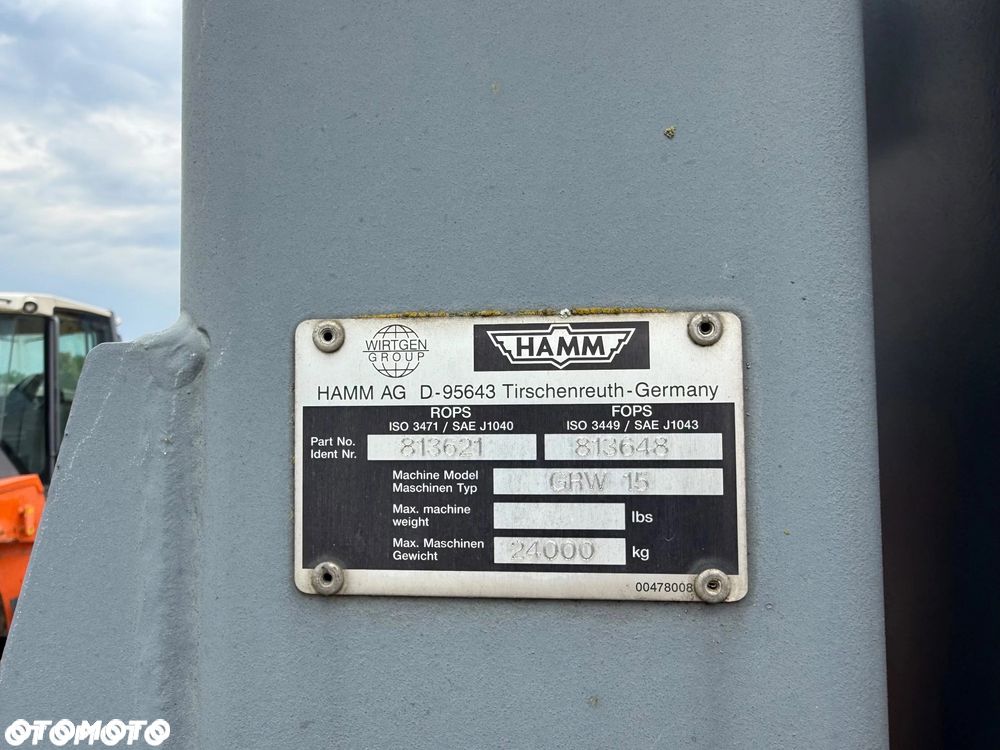 WIRTGEN
GROUP
HAMM
HAMM AG D-95643 Tirschenreuth-Germany
ROPS FOPS
ISO 3471 / SAE J1040 ISO 3449 / SAE J1043
Part No.
Ident Nr. 813621 813648
Machine Model
Maschinen Typ GRW 15
Max. machine
weight lbs
Max. Maschinen
Gewicht 24000 kg
00478008
OTOMOTO